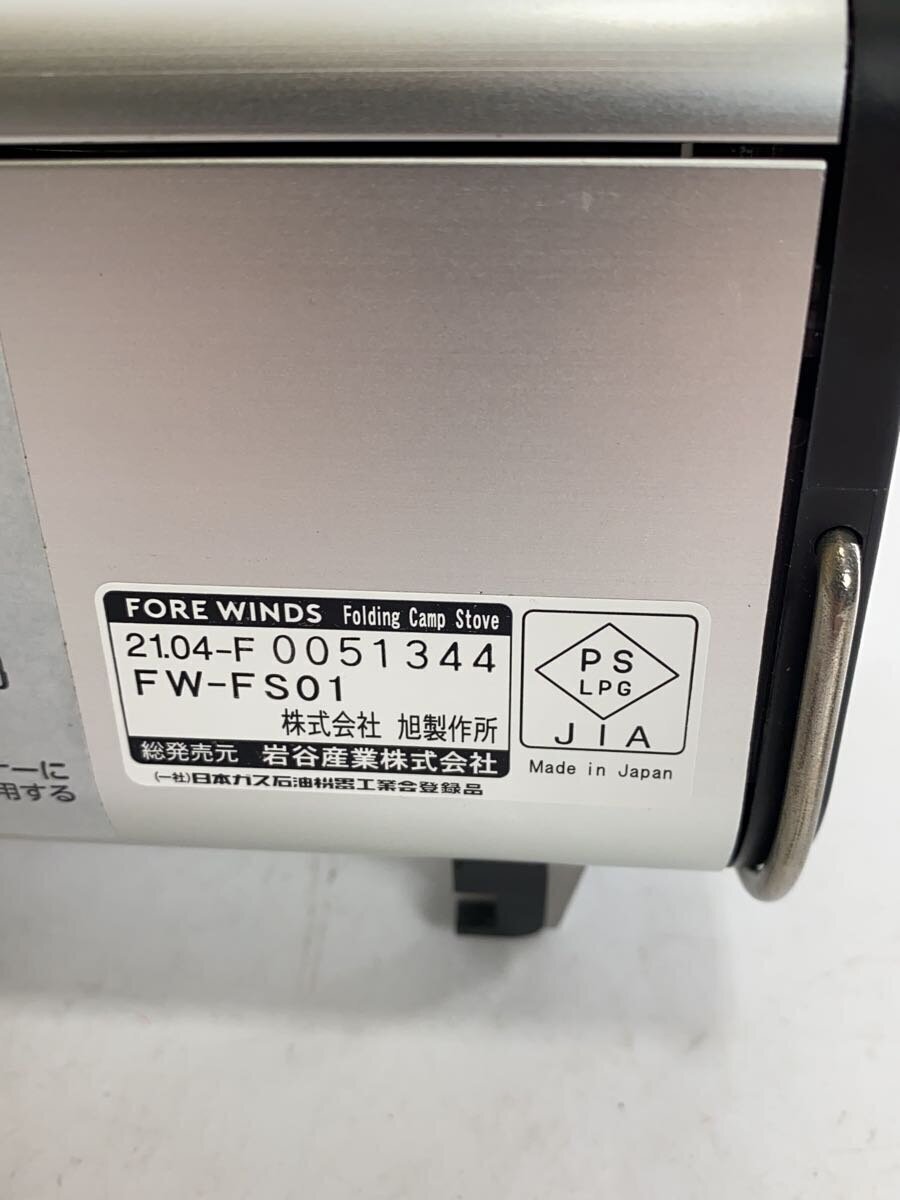 FORE WINDS Folding Camp Stove
21.04-F 0051344
FW-FS01
株式会社 旭製作所
総発売元 岩谷産業株式会社
(一社)日本ガス石油機器工業会登録品
PS
LPG
JIA
Made in Japan
ナーに
用する